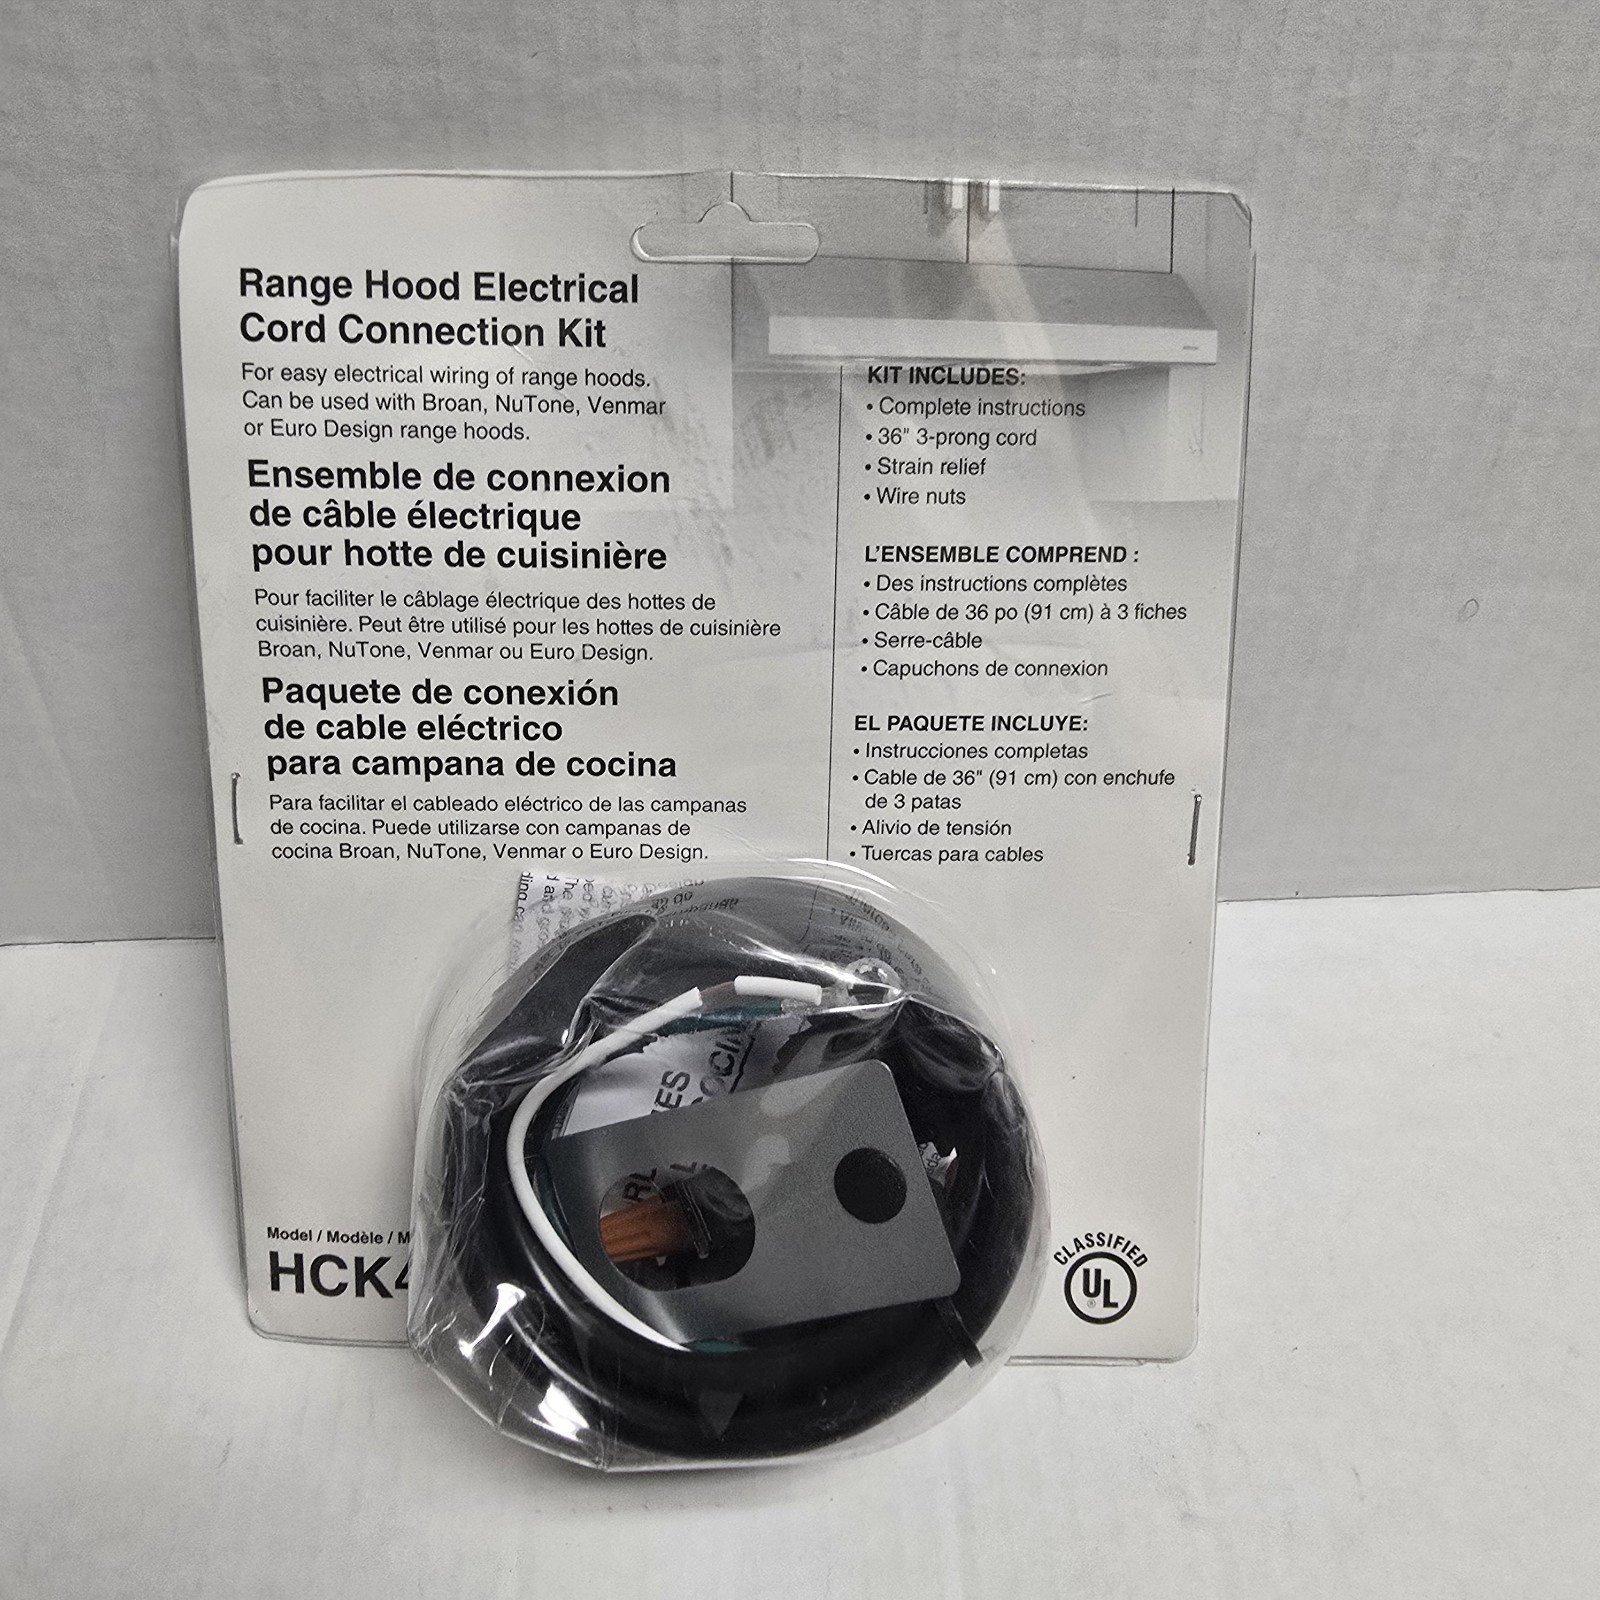 Range Hood Electrical
Cord Connection Kit
For easy electrical wiring of range hoods.
Can be used with Broan, NuTone, Venmar
or Euro Design range hoods.
Ensemble de connexion
de câble électrique
pour hotte de cuisinière
Pour faciliter le câblage électrique des hottes de
cuisinière. Peut être utilisé pour les hottes de cuisinière
Broan, NuTone, Venmar ou Euro Design.
Paquete de conexión
de cable eléctrico
para campana de cocina
Para facilitar el cableado eléctrico de las campanas
de cocina. Puede utilizarse con campanas de
cocina Broan, NuTone, Venmar o Euro Design.
KIT INCLUDES:
• Complete instructions
• 36" 3-prong cord
• Strain relief
• Wire nuts
L'ENSEMBLE COMPREND :
• Des instructions complètes
• Câble de 36 po (91 cm) à 3 fiches
• Serre-câble
• Capuchons de connexion
EL PAQUETE INCLUYE:
• Instrucciones completas
• Cable de 36" (91 cm) con enchufe
de 3 patas
• Alivio de tensión
• Tuercas para cables
Model / Modèle / M
HCK4
CLASSIFIED
UL
®